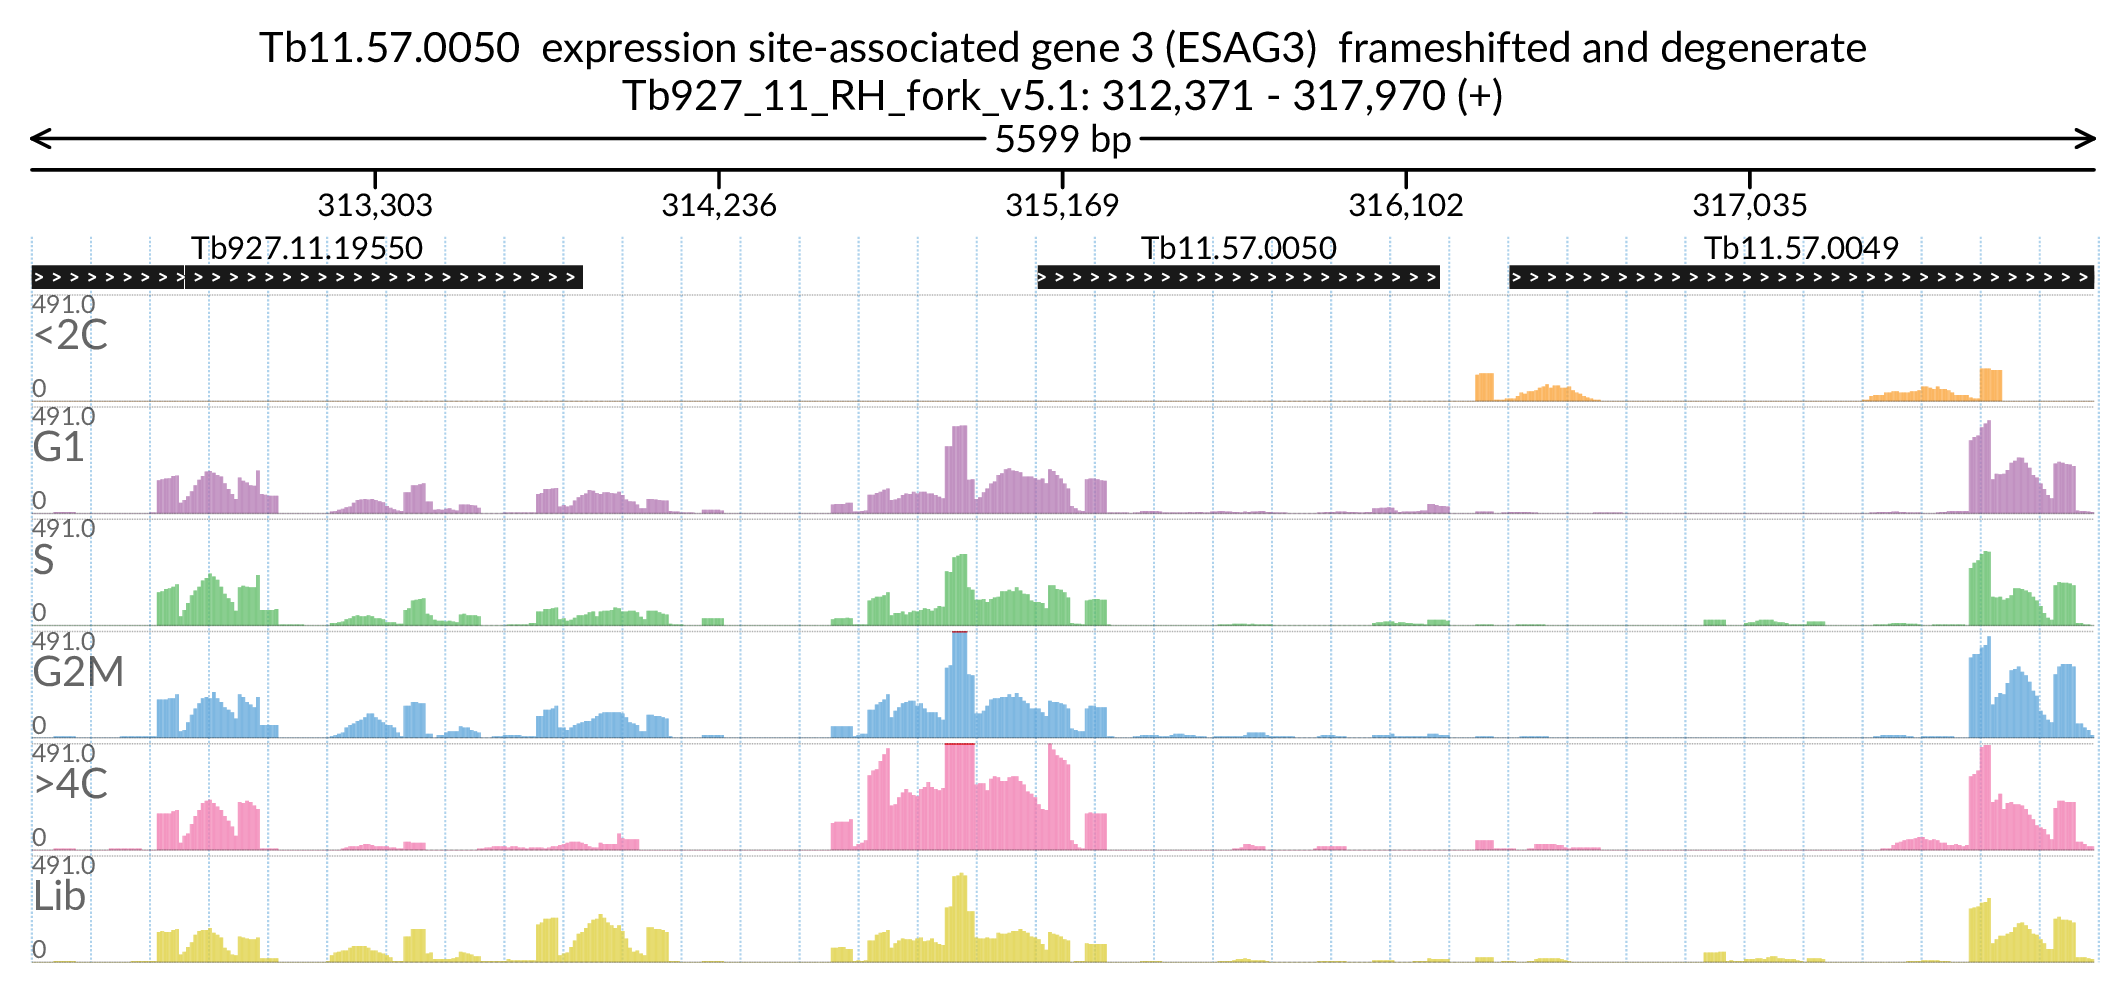 Tb11.57.0050 expression site-associated gene 3 (ESAG3) frameshifted and degenerate
Tb927_11_RH_fork_v5.1: 312,371 - 317,970 (+)
5599 bp
313,303 314,236 315,169 316,102 317,035
Tb927.11.19550 Tb11.57.0050 Tb11.57.0049
491.0
<2C
0
491.0
G1
0
491.0
S
0
491.0
G2M
0
491.0
>4C
0
491.0
Lib
0